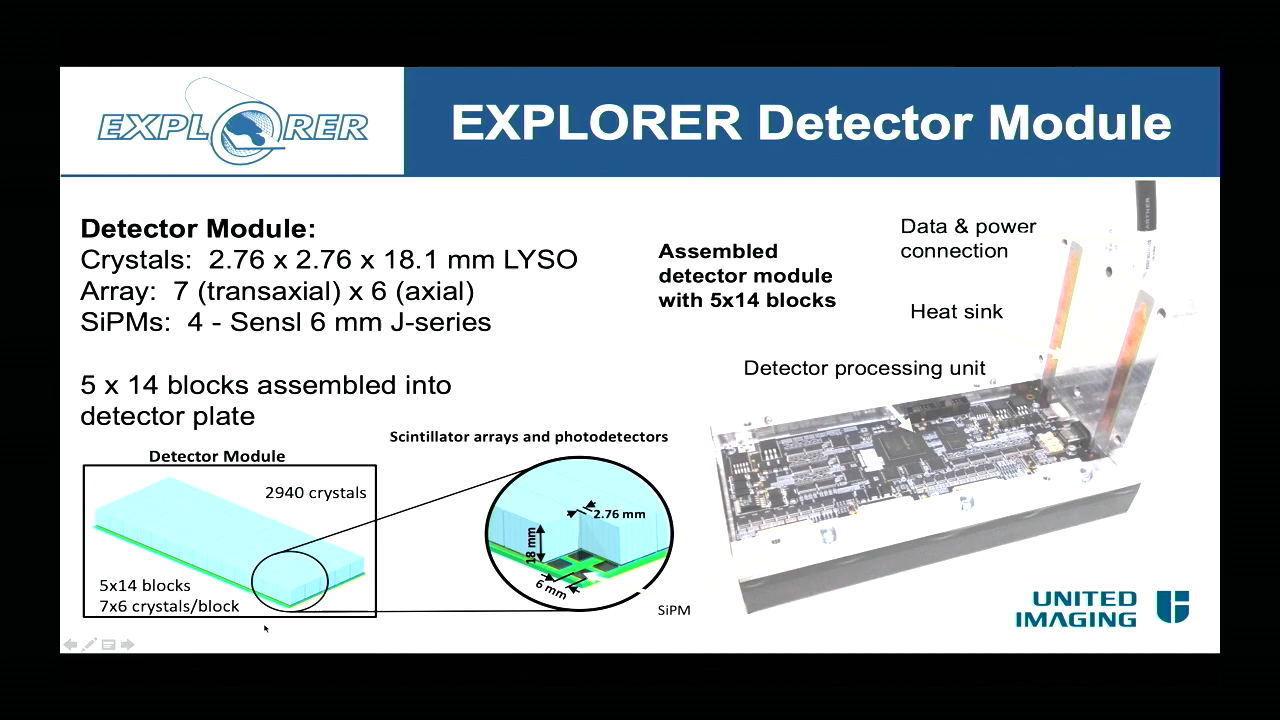 EXPLORER
EXPLORER Detector Module
Detector Module:
Crystals: 2.76 x 2.76 x 18.1 mm LYSO
Array: 7 (transaxial) x 6 (axial)
SiPMs: 4 - Sensl 6 mm J-series
5 x 14 blocks assembled into
detector plate
Assembled
detector module
with 5x14 blocks
Data & power
connection
Heat sink
Detector processing unit
Scintillator arrays and photodetectors
Detector Module
2940 crystals
5x14 blocks
7x6 crystals/block
2.76 mm
18 mm
6 mm
SiPM
UNITED
IMAGING